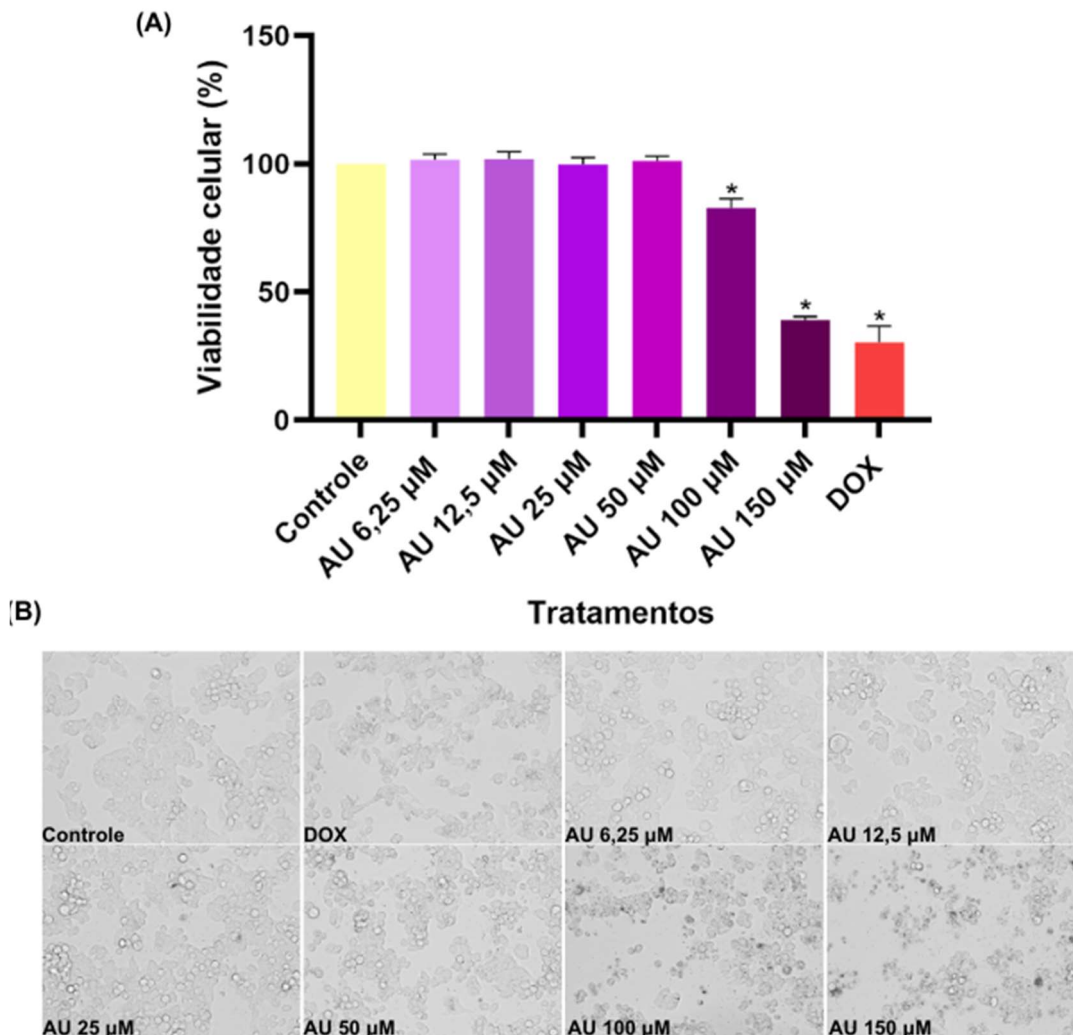 (A)
Viabilidade celular (%)
150
100
50
0
*
*
*
Controle
AU 6,25 µM
AU 12,5 µM
AU 25 µM
AU 50 µM
AU 100 µM
AU 150 µM
DOX
Tratamentos
(B)
Controle
DOX
AU 6,25 µM
AU 12,5 µM
AU 25 µM
AU 50 µM
AU 100 µM
AU 150 µM